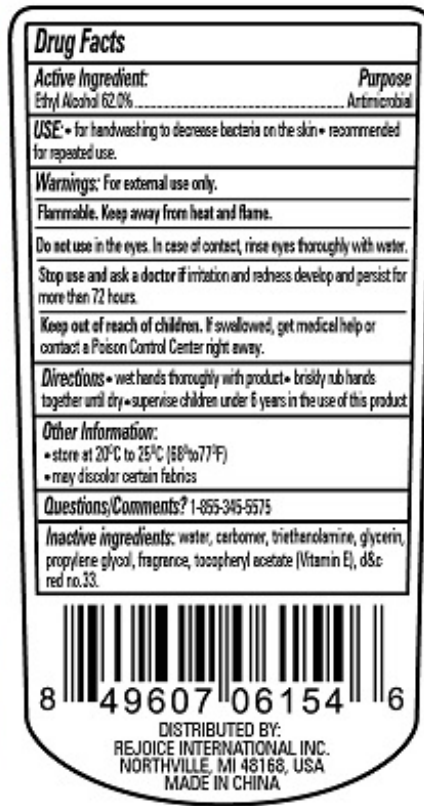 Drug Facts
Active Ingredient: Purpose
Ethyl Alcohol 62.0%..........................................Antimicrobial
USE: • for handwashing to decrease bacteria on the skin • recommended
for repeated use.
Warnings: For external use only.
Flammable. Keep away from heat and flame.
Do not use in the eyes. In case of contact, rinse eyes thoroughly with water.
Stop use and ask a doctor if irritation and redness develop and persist for
more than 72 hours.
Keep out of reach of children. If swallowed, get medical help or
contact a Poison Control Center right away.
Directions • wet hands thoroughly with product • briskly rub hands
together until dry • supervise children under 6 years in the use of this product
Other Information:
• store at 20⁰C to 25⁰C (68⁰to77⁰F)
• may discolor certain fabrics
Questions/Comments? 1-855-345-5575
Inactive ingredients: water, carbomer, triethanolamine, glycerin,
propylene glycol, fragrance, tocopheryl acetate (Vitamin E), d&c
red no.33.
8 49607 06154 6
DISTRIBUTED BY:
REJOICE INTERNATIONAL INC.
NORTHVILLE, MI 48168, USA
MADE IN CHINA